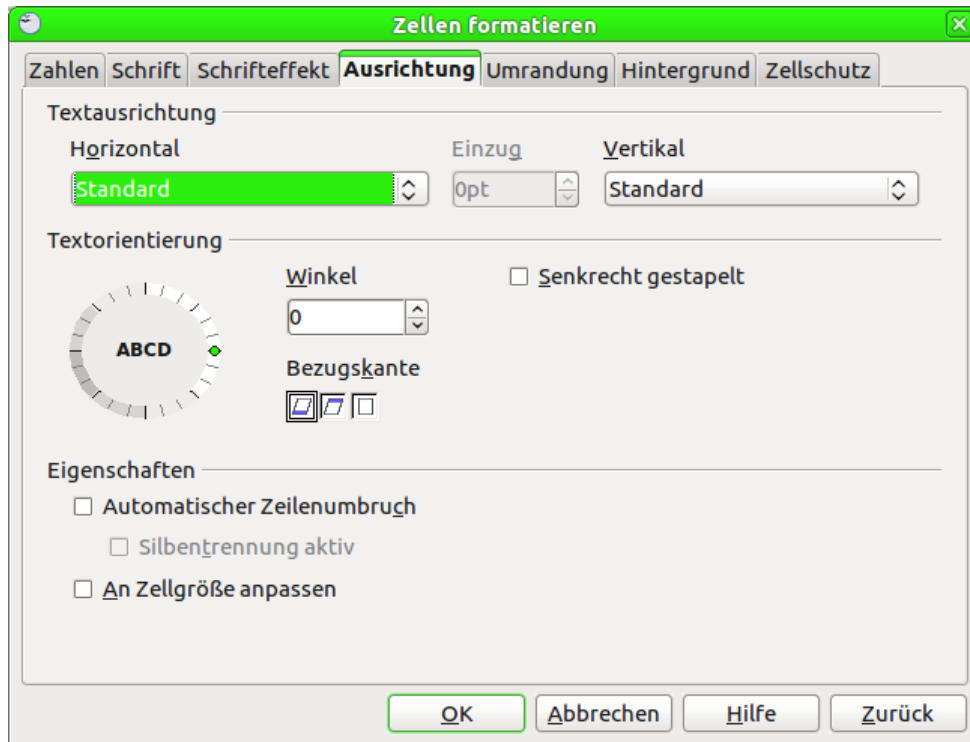 Zellen formatieren
Zahlen Schrift Schrifteffekt Ausrichtung Umrandung Hintergrund Zellschutz
Textausrichtung
Horizontal Einzug Vertikal
Standard 0pt Standard
Textorientierung
Winkel Senkrecht gestapelt
0
ABCD
Bezugskante
Eigenschaften
Automatischer Zeilenumbruch
Silbentrennung aktiv
An Zellgröße anpassen
OK Abbrechen Hilfe Zurück